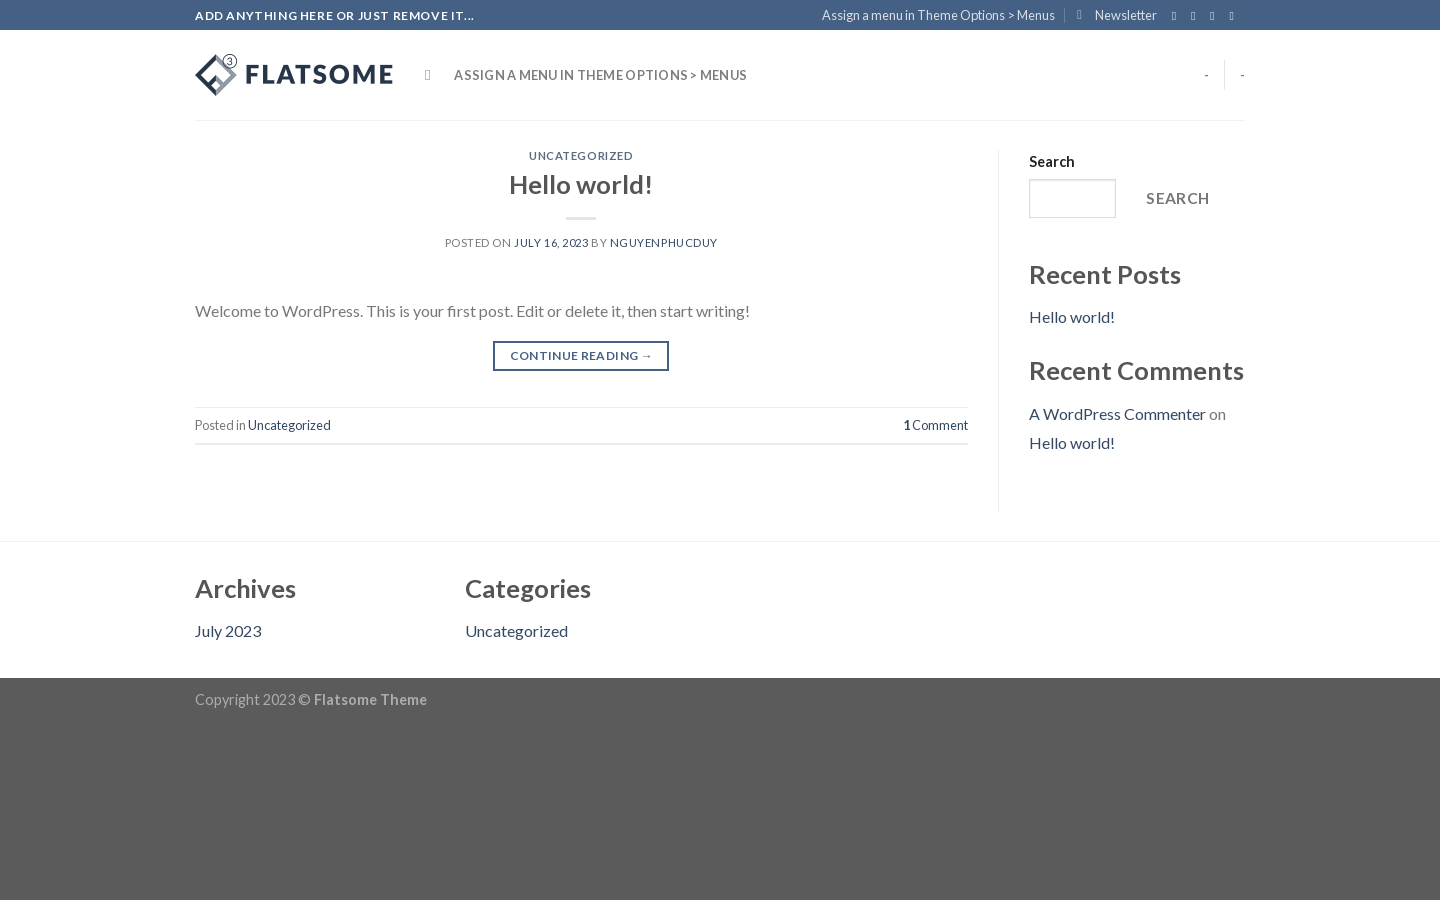 ADD ANYTHING HERE OR JUST REMOVE IT...
Assign a menu in Theme Options > Menus
Newsletter
3
FLATSOME
ASSIGN A MENU IN THEME OPTIONS > MENUS
-
-
UNCATEGORIZED
Hello world!
POSTED ON JULY 16, 2023 BY NGUYENPHUCDUY
Welcome to WordPress. This is your first post. Edit or delete it, then start writing!
CONTINUE READING →
Posted in Uncategorized
1 Comment
Search
SEARCH
Recent Posts
Hello world!
Recent Comments
A WordPress Commenter on
Hello world!
Archives
July 2023
Categories
Uncategorized
Copyright 2023 © Flatsome Theme